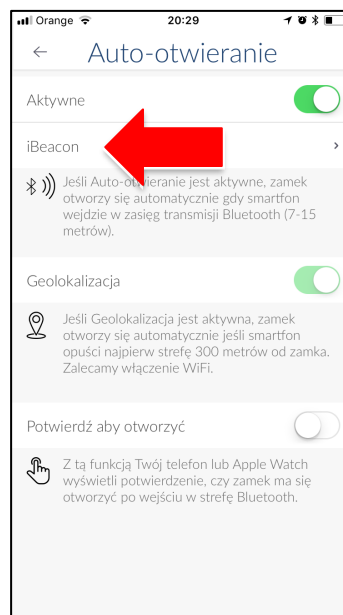 Orange 20:29
Auto-otwieranie
Aktywne
iBeacon
Jeśli Auto-otwieranie jest aktywne, zamek
otworzy się automatycznie gdy smartfon
wejdzie w zasięg transmisji Bluetooth (7-15
metrów).
Geolokalizacja
Jeśli Geolokalizacja jest aktywna, zamek
otworzy się automatycznie jeśli smartfon
opuści najpierw strefę 300 metrów od zamka.
Zalecamy włączenie WiFi.
Potwierdź aby otworzyć
Z tą funkcją Twój telefon lub Apple Watch
wyświetli potwierdzenie, czy zamek ma się
otworzyć po wejściu w strefę Bluetooth.